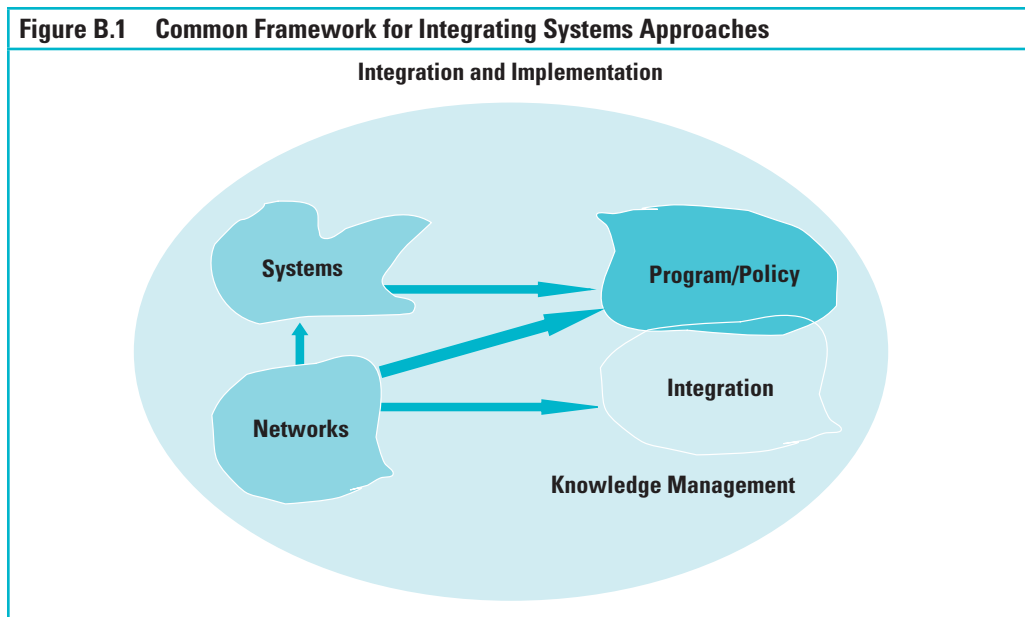 Figure B.1 Common Framework for Integrating Systems Approaches
Integration and Implementation
Systems
Program/Policy
Integration
Networks
Knowledge Management